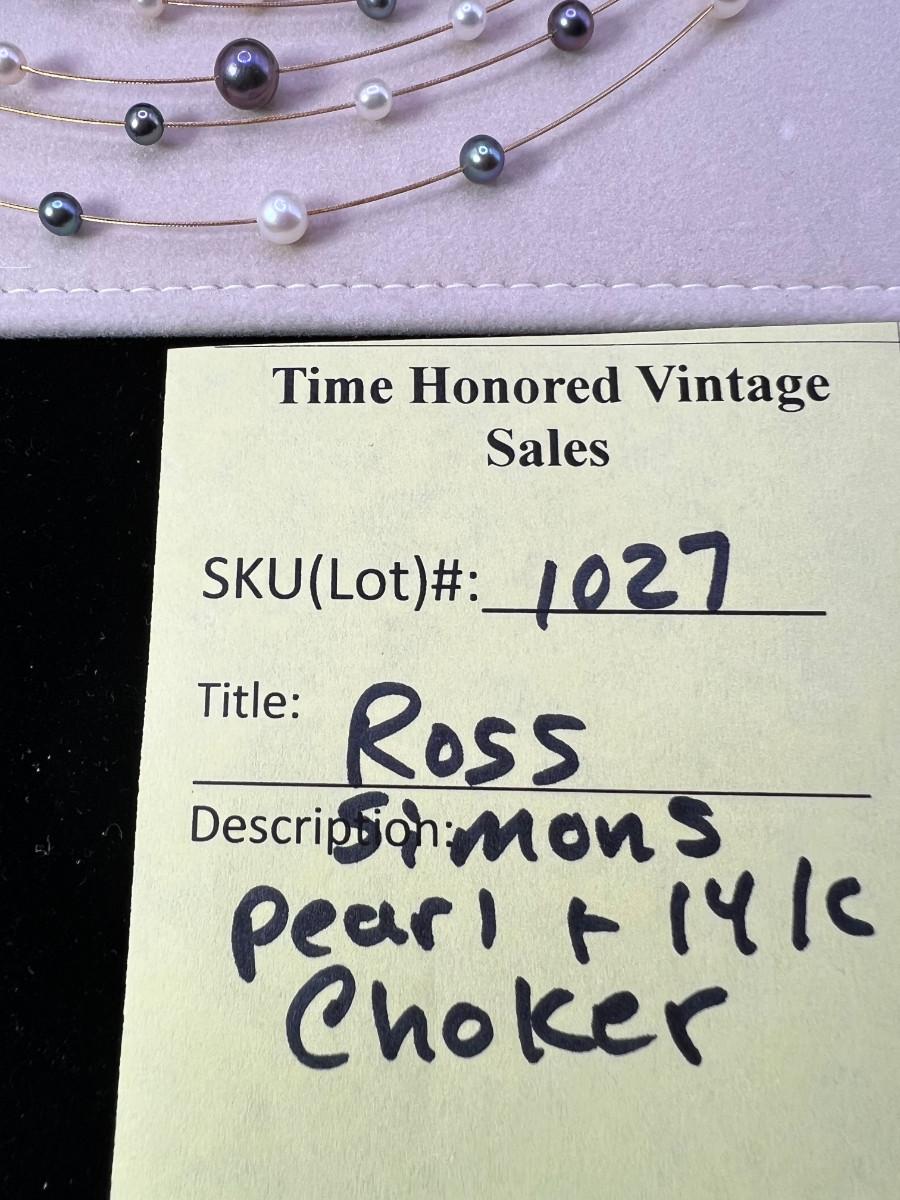 Time Honored Vintage
Sales
SKU(Lot)#: 1027
Title: Ross
Description: Simons
pearl + 14k
Choker